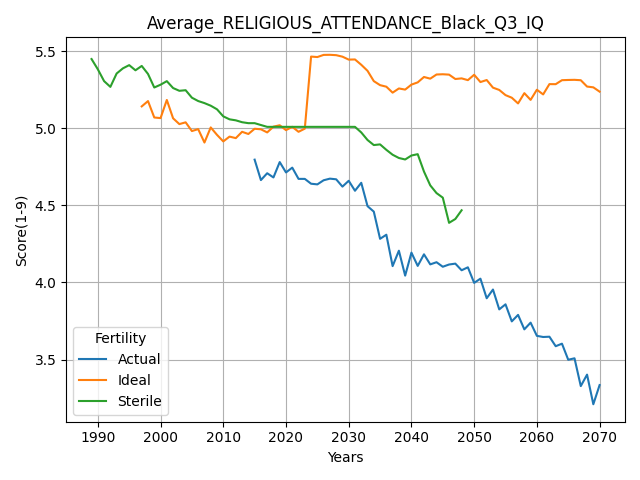 Average_RELIGIOUS_ATTENDANCE_Black_Q3_IQ
Score(1-9)
5.5
5.0
4.5
4.0
3.5
Fertility
Actual
Ideal
Sterile
1990 2000 2010 2020 2030 2040 2050 2060 2070
Years